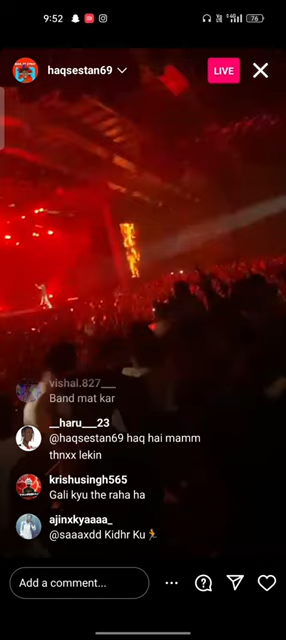 9:52
76
haqsestan69
LIVE
vishal.827___
Band mat kar
__haru___23
@haqsestan69 haq hai mamm
thnxx lekin
krishusingh565
Gali kyu the raha ha
ajinxkyaaaa_
@saaaxdd Kidhr Ku🏃
Add a comment...